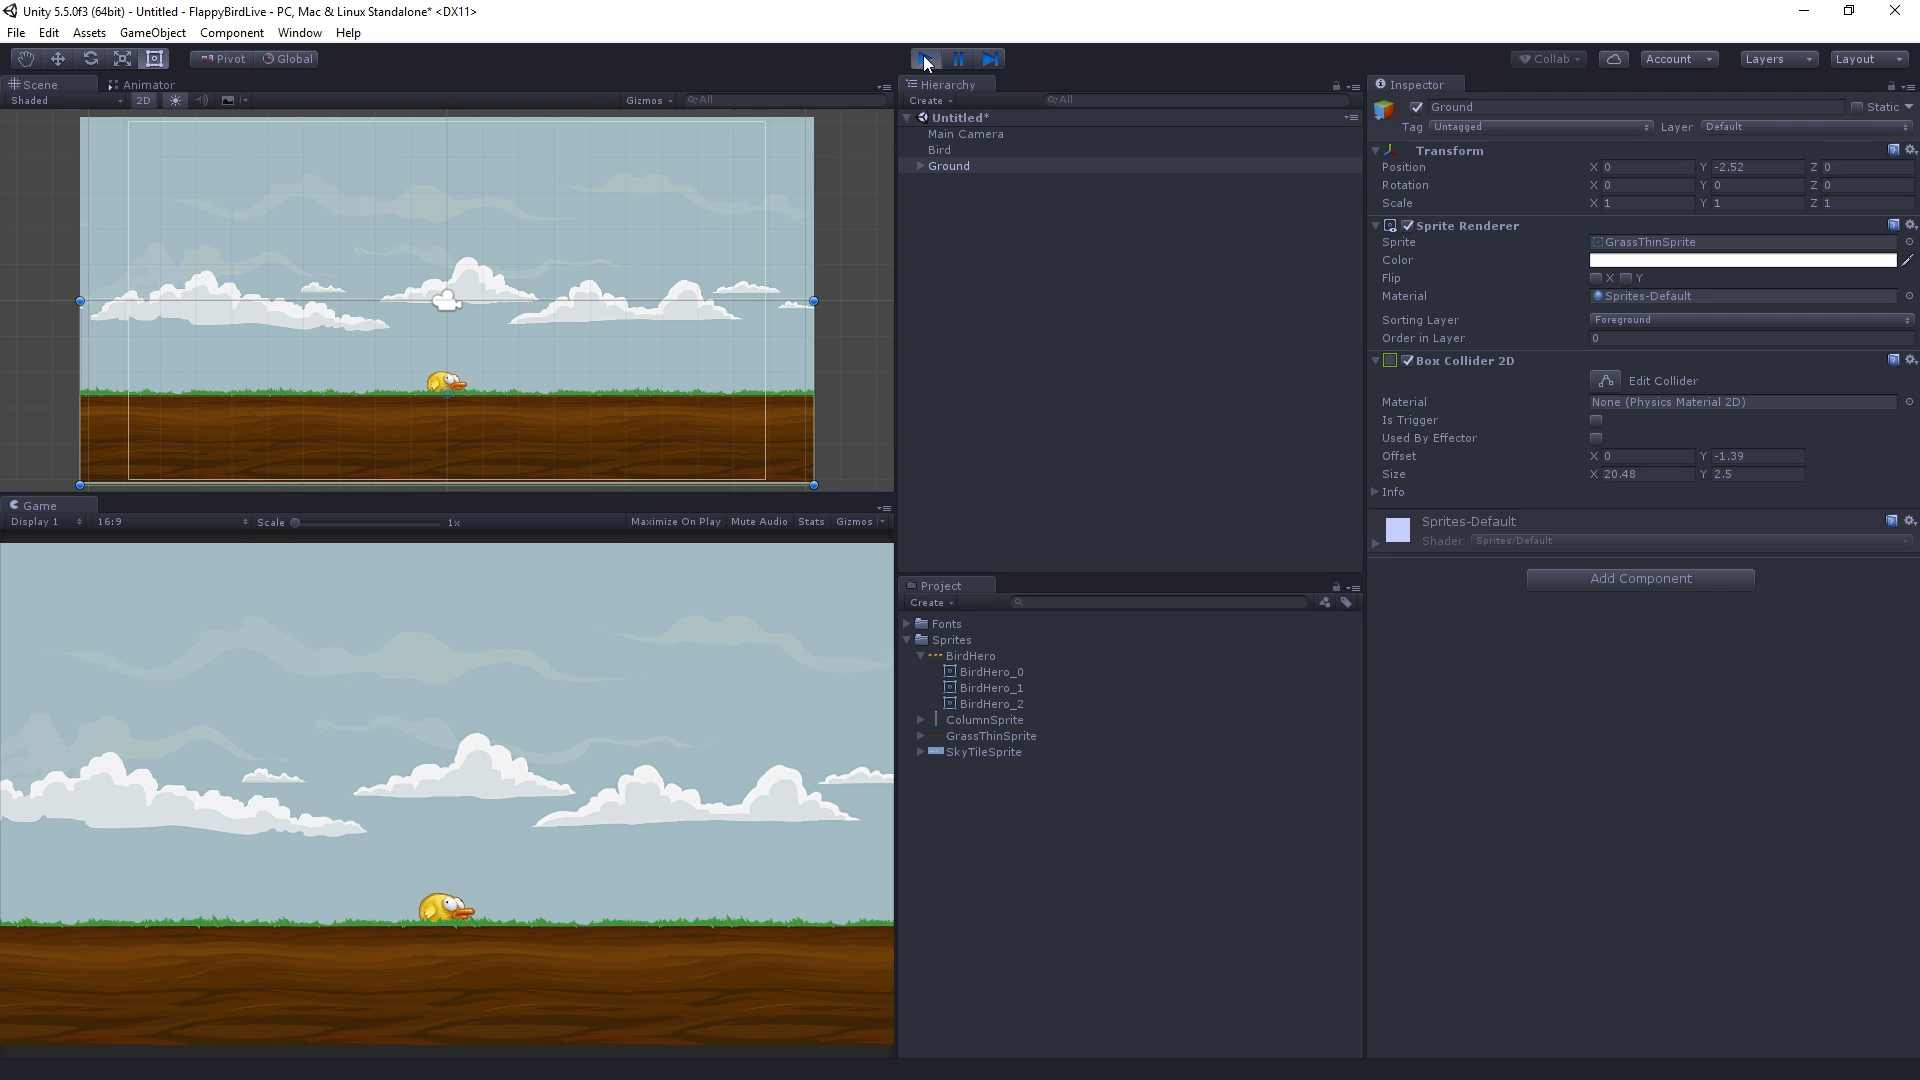 Unity 5.5.0f3 (64bit) - Untitled - FlappyBirdLive - PC, Mac & Linux Standalone* <DX11>
File Edit Assets GameObject Component Window Help
Pivot Global Collab Account Layers Layout
Scene Animator
Shaded 2D Gizmos All
Game
Display 1 16:9 Scale 1x Maximize On Play Mute Audio Stats Gizmos
Hierarchy
Create All
Untitled*
Main Camera
Bird
Ground
Project
Create
Fonts
Sprites
BirdHero
BirdHero_0
BirdHero_1
BirdHero_2
ColumnSprite
GrassThinSprite
SkyTileSprite
Inspector
Ground Static
Tag Untagged Layer Default
Transform
Position X 0 Y -2.52 Z 0
Rotation X 0 Y 0 Z 0
Scale X 1 Y 1 Z 1
Sprite Renderer
Sprite GrassThinSprite
Color
Flip X Y
Material Sprites-Default
Sorting Layer Foreground
Order in Layer 0
Box Collider 2D
Edit Collider
Material None (Physics Material 2D)
Is Trigger
Used By Effector
Offset X 0 Y -1.39
Size X 20.48 Y 2.5
Info
Sprites-Default
Shader Sprites/Default
Add Component